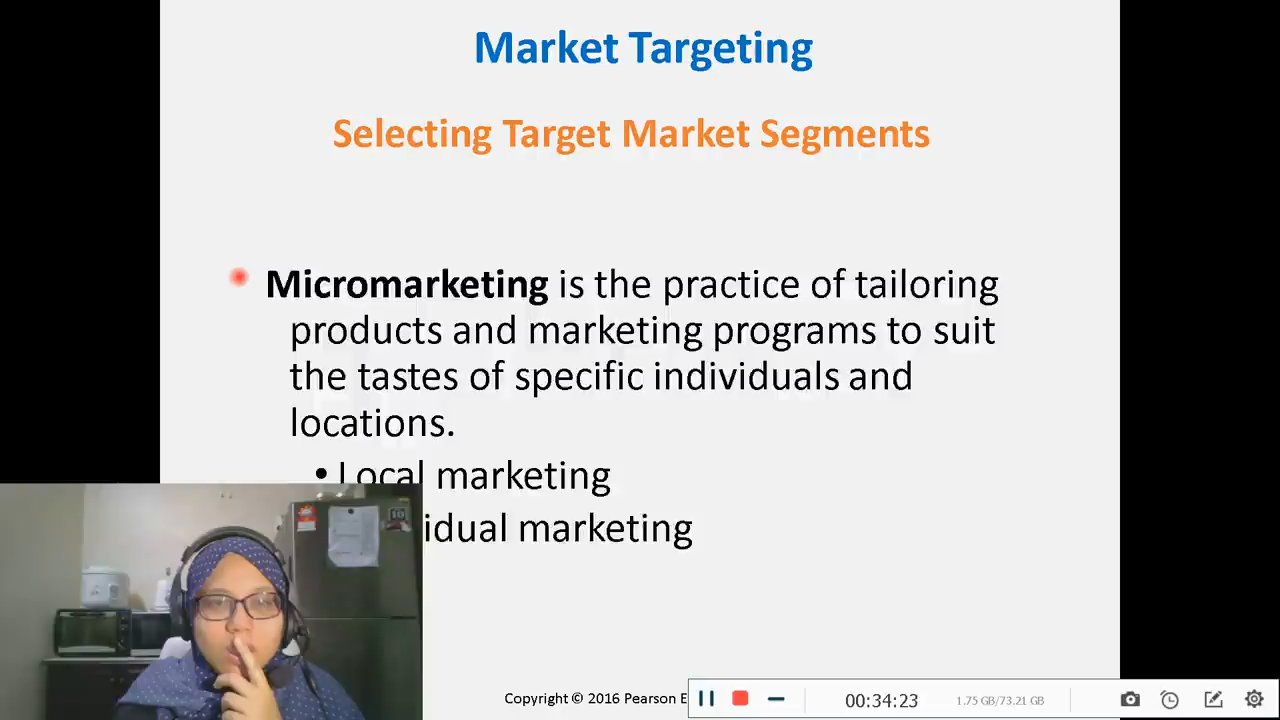 Market Targeting
Selecting Target Market Segments
Micromarketing is the practice of tailoring
products and marketing programs to suit
the tastes of specific individuals and
locations.
• Local marketing
idual marketing
Copyright © 2016 Pearson E
00:34:23
1.75 GB/73.21 GB